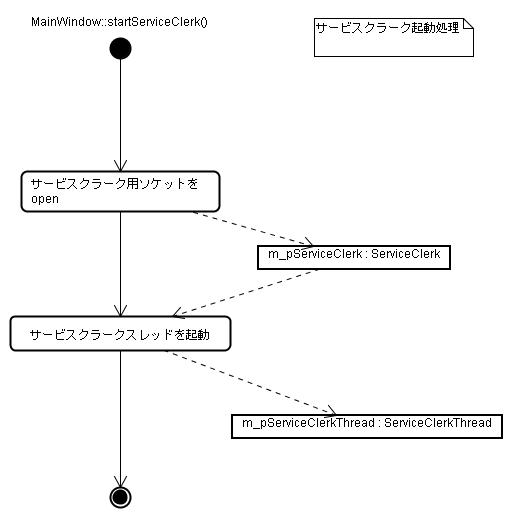 MainWindow::startServiceClerk()
サービスクラーク起動処理
サービスクラーク用ソケットを
open
m_pServiceClerk : ServiceClerk
サービスクラークスレッドを起動
m_pServiceClerkThread : ServiceClerkThread